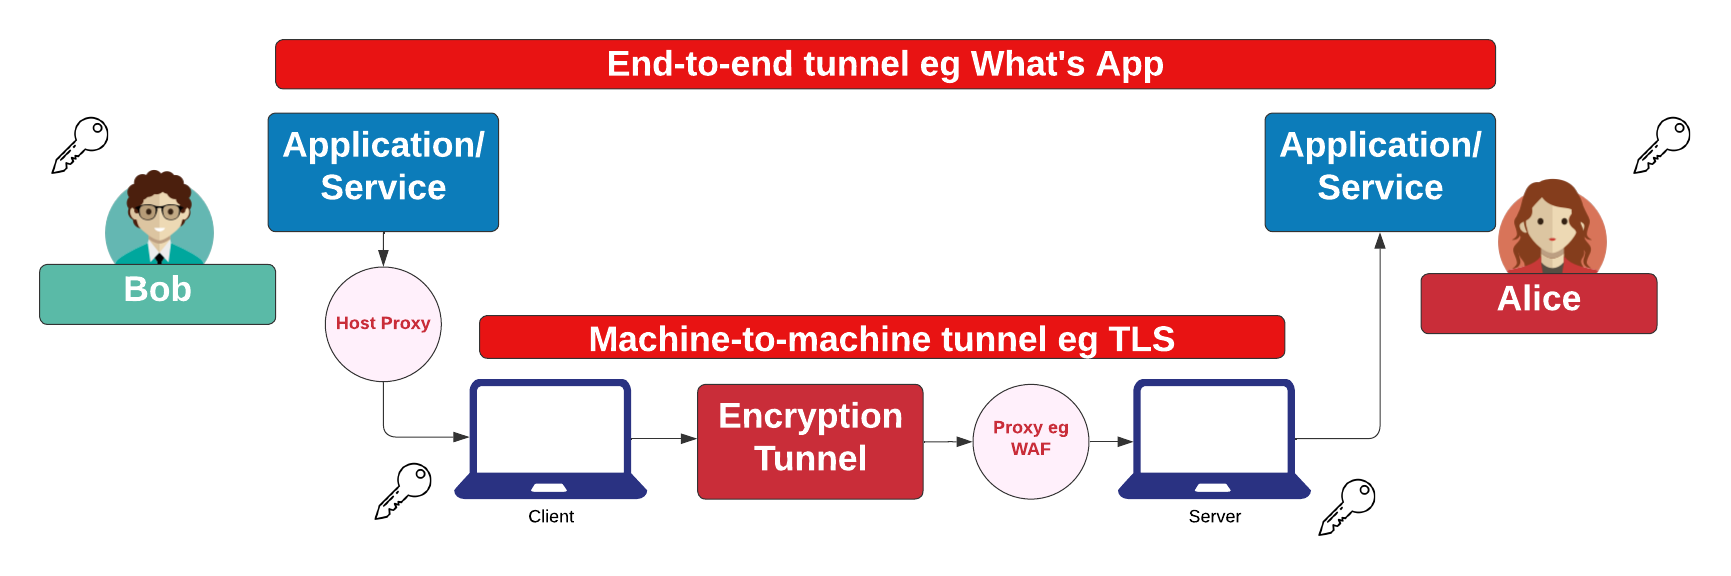 End-to-end tunnel eg What's App
Application/
Service
Application/
Service
Bob
Alice
Host Proxy
Machine-to-machine tunnel eg TLS
Encryption
Tunnel
Proxy eg
WAF
Client
Server